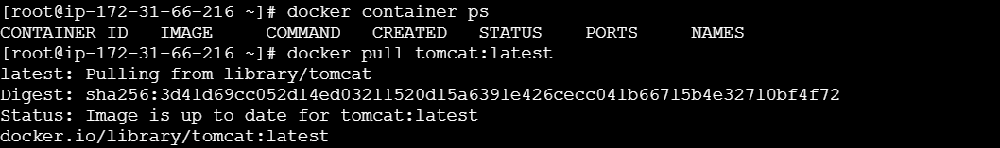 [root@ip-172-31-66-216 ~]# docker container ps
CONTAINER ID   IMAGE     COMMAND   CREATED   STATUS    PORTS     NAMES
[root@ip-172-31-66-216 ~]# docker pull tomcat:latest
latest: Pulling from library/tomcat
Digest: sha256:3d41d69cc052d14ed03211520d15a6391e426cecc041b66715b4e32710bf4f72
Status: Image is up to date for tomcat:latest
docker.io/library/tomcat:latest